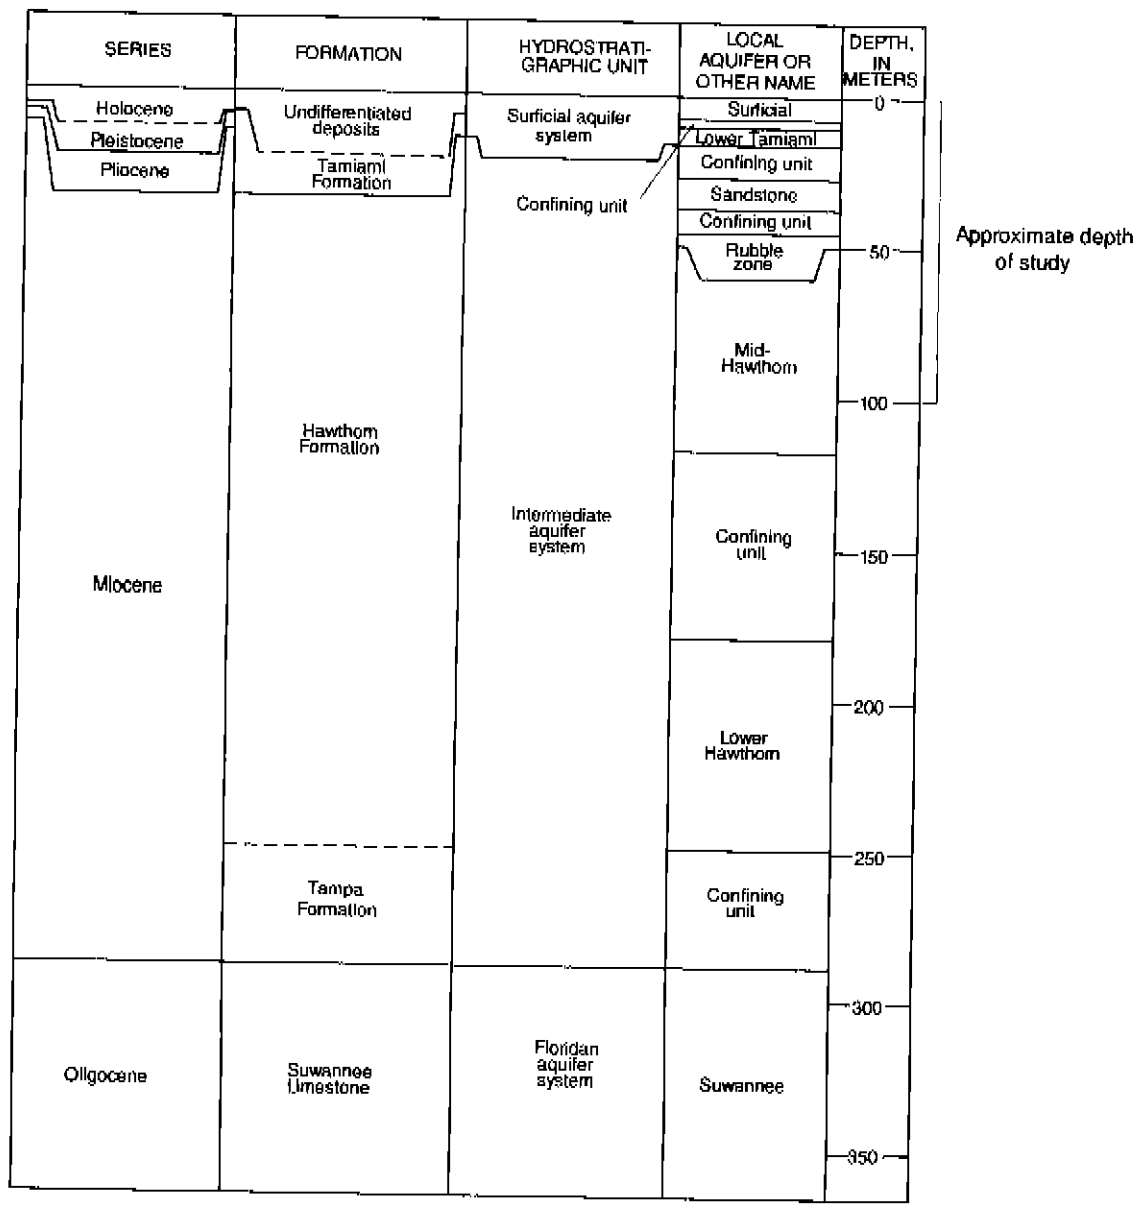 SERIES
FORMATION
HYDROSTRATI-
GRAPHIC UNIT
LOCAL
AQUIFER OR
OTHER NAME
DEPTH,
IN
METERS
Holocene
Pleistocene
Pliocene
Miocene
Oligocene
Undifferentiated
deposits
Tamiami
Formation
Hawthorn
Formation
Tampa
Formation
Suwannee
Limestone
Surficial aquifer
system
Confining unit
Intermediate
aquifer
system
Floridan
aquifer
system
Surficial
Lower Tamiami
Confining unit
Sandstone
Confining unit
Rubble
zone
Mid-
Hawthorn
Confining
unit
Lower
Hawthorn
Confining
unit
Suwannee
0
50
100
150
200
250
300
350
Approximate depth
of study